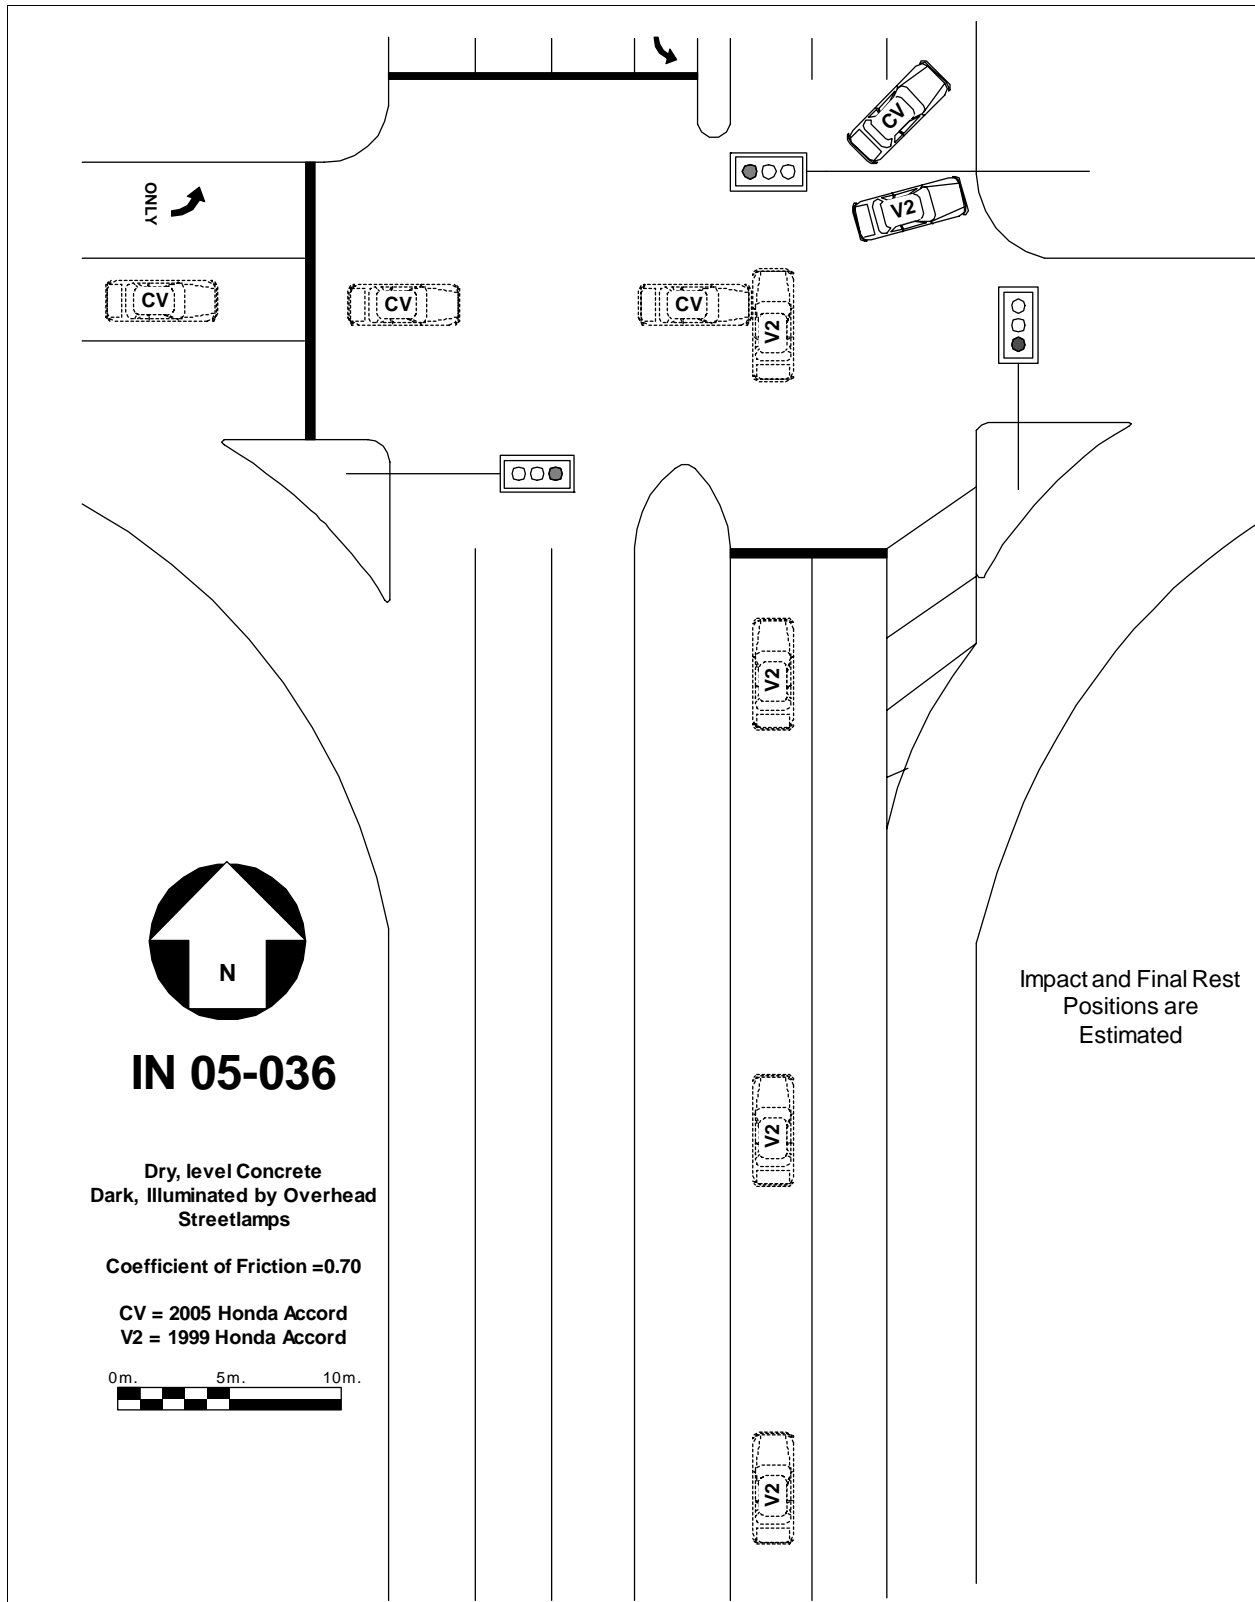 CV
V2
ONLY
CV
CV
CV
V2
V2
N
Impact and Final Rest
Positions are
Estimated
IN 05-036
V2
Dry, level Concrete
Dark, Illuminated by Overhead
Streetlamps
Coefficient of Friction =0.70
CV = 2005 Honda Accord
V2 = 1999 Honda Accord
0m. 5m. 10m.
V2